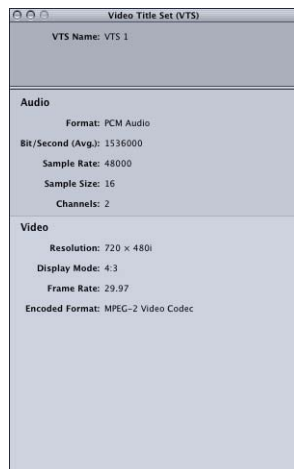 Video Title Set (VTS)
VTS Name: VTS 1
Audio
Format: PCM Audio
Bit/Second (Avg.): 1536000
Sample Rate: 48000
Sample Size: 16
Channels: 2
Video
Resolution: 720 × 480i
Display Mode: 4:3
Frame Rate: 29.97
Encoded Format: MPEG-2 Video Codec